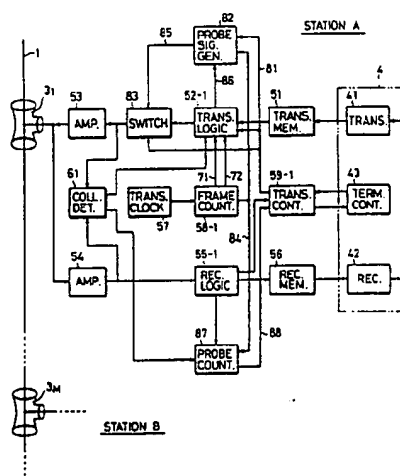 STATION A
1
85
82
PROBE
SIG.
GEN.
81
86
4
3₁
53
AMP.
83
SWITCH
52-1
TRANS.
LOGIC
51
TRANS.
MEM.
41
TRANS.
61
COLL.
DET.
TRANS.
CLOCK
57
71
72
FRAME
COUNT.
58-1
59-1
TRANS.
CONT.
43
TERM.
CONT.
84
54
AMP.
55-1
REC.
LOGIC
56
REC.
MEM.
42
REC.
87
PROBE
COUNT.
88
3M
STATION B